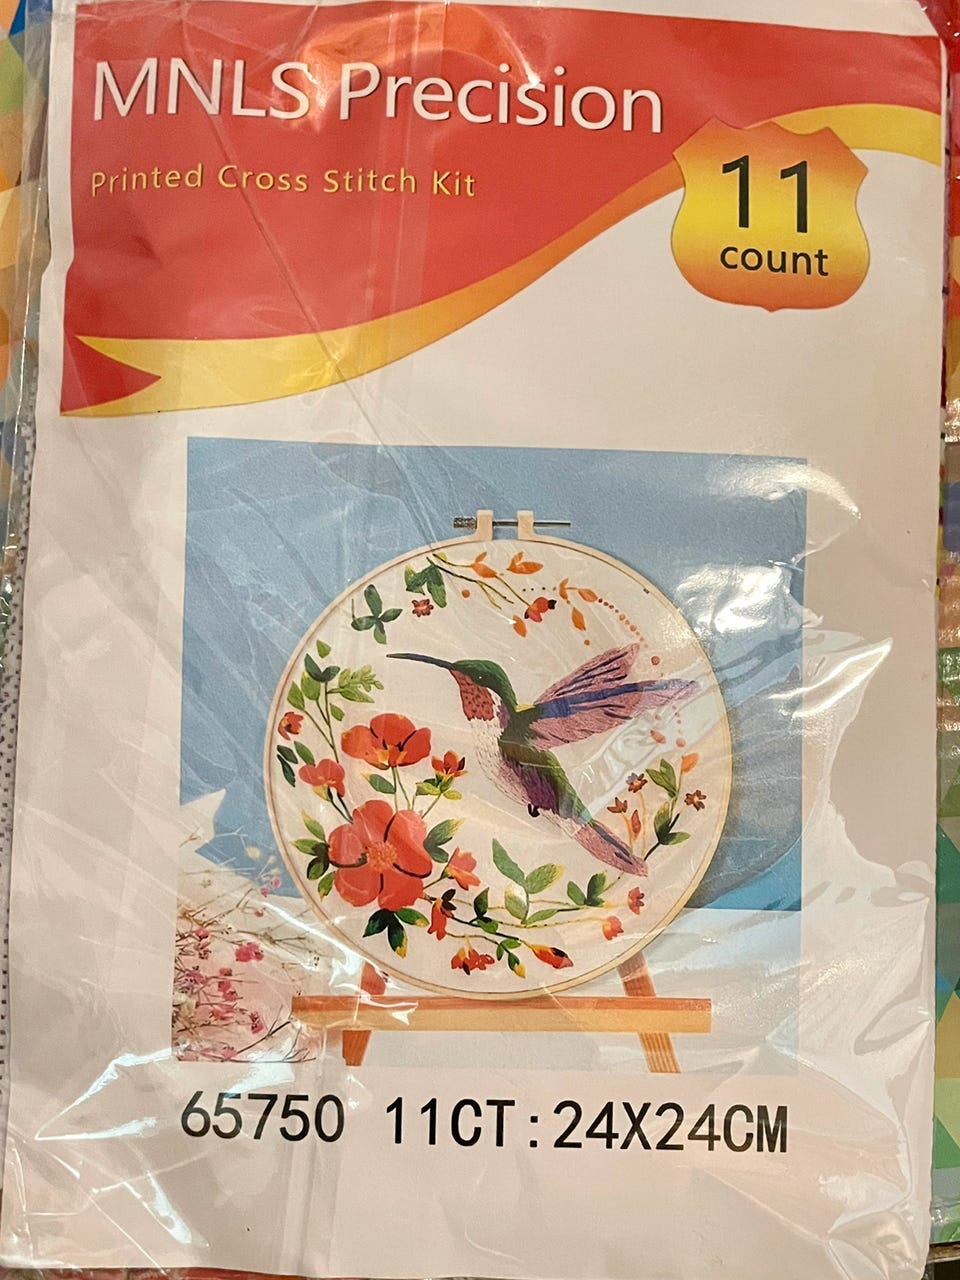 MNLS Precision
Printed Cross Stitch Kit
11
count
65750 11CT:24X24CM